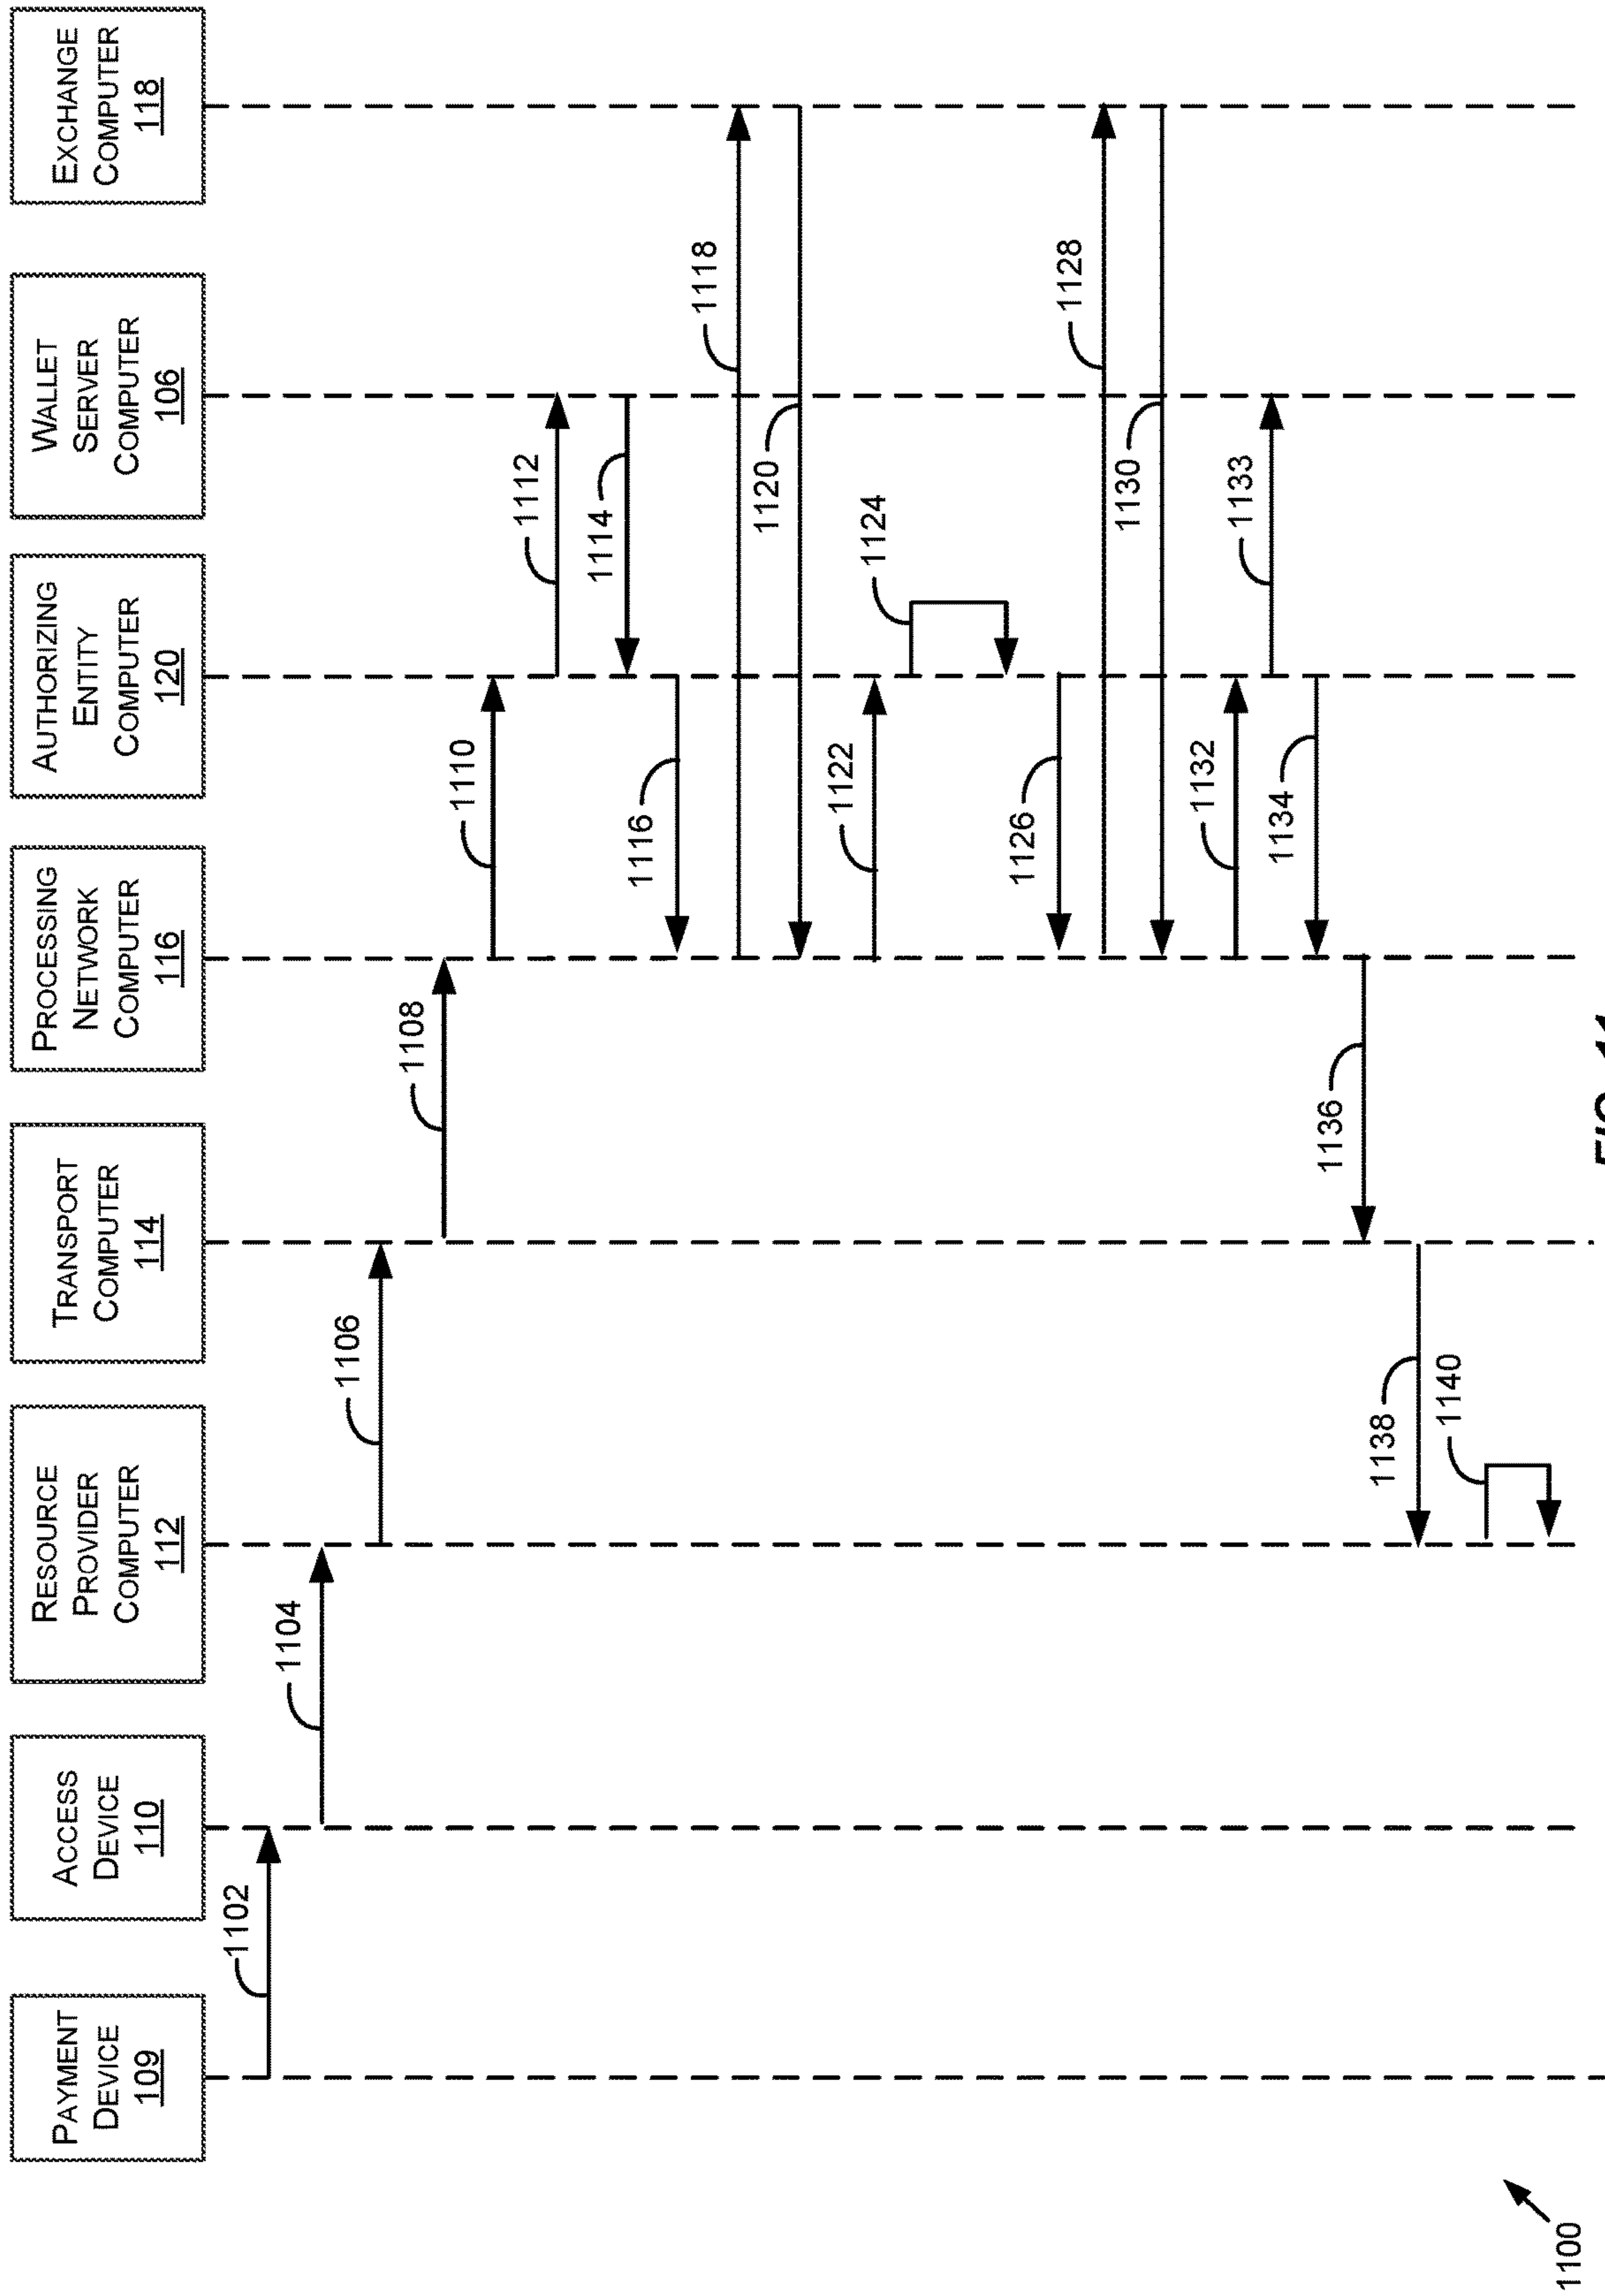 PAYMENT
DEVICE
109
ACCESS
DEVICE
110
RESOURCE
PROVIDER
COMPUTER
112
TRANSPORT
COMPUTER
114
PROCESSING
NETWORK
COMPUTER
116
AUTHORIZING
ENTITY
COMPUTER
120
WALLET
SERVER
COMPUTER
106
EXCHANGE
COMPUTER
118
1102
1104
1106
1108
1110
1112
1114
1116
1118
1120
1122
1124
1126
1128
1130
1132
1133
1134
1136
1138
1140
1100